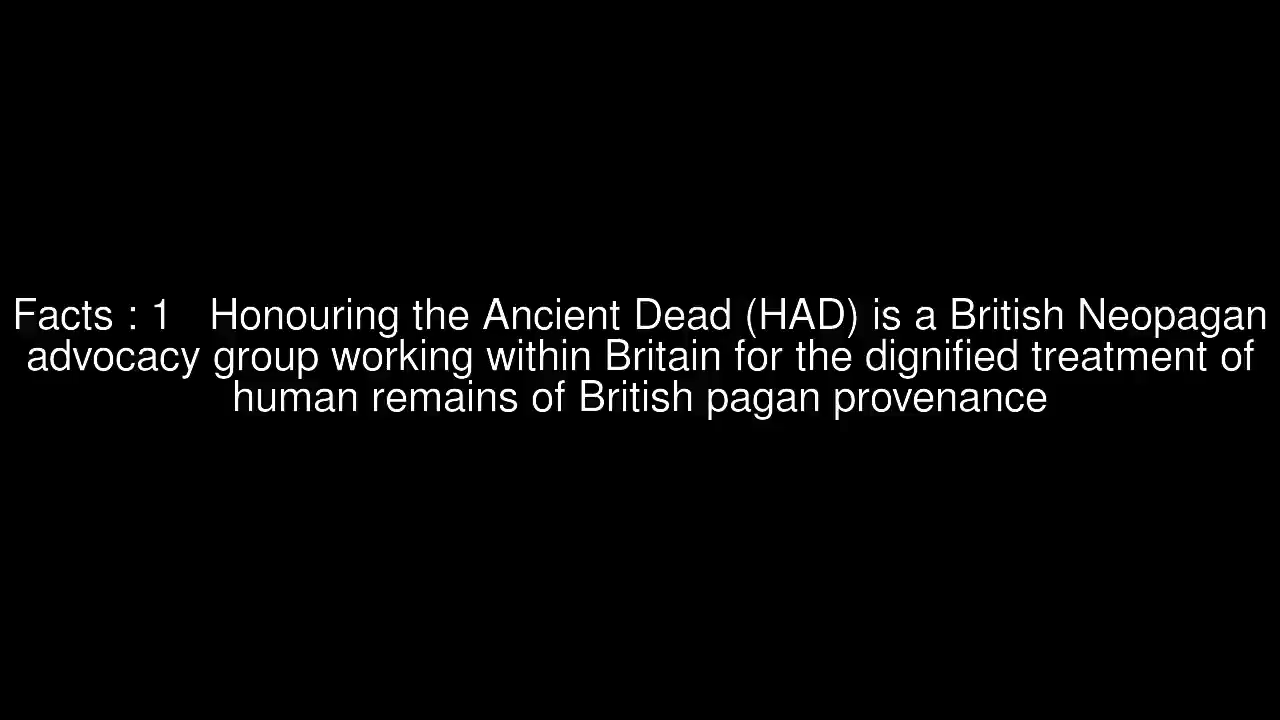 Facts : 1   Honouring the Ancient Dead (HAD) is a British Neopagan
advocacy group working within Britain for the dignified treatment of
human remains of British pagan provenance